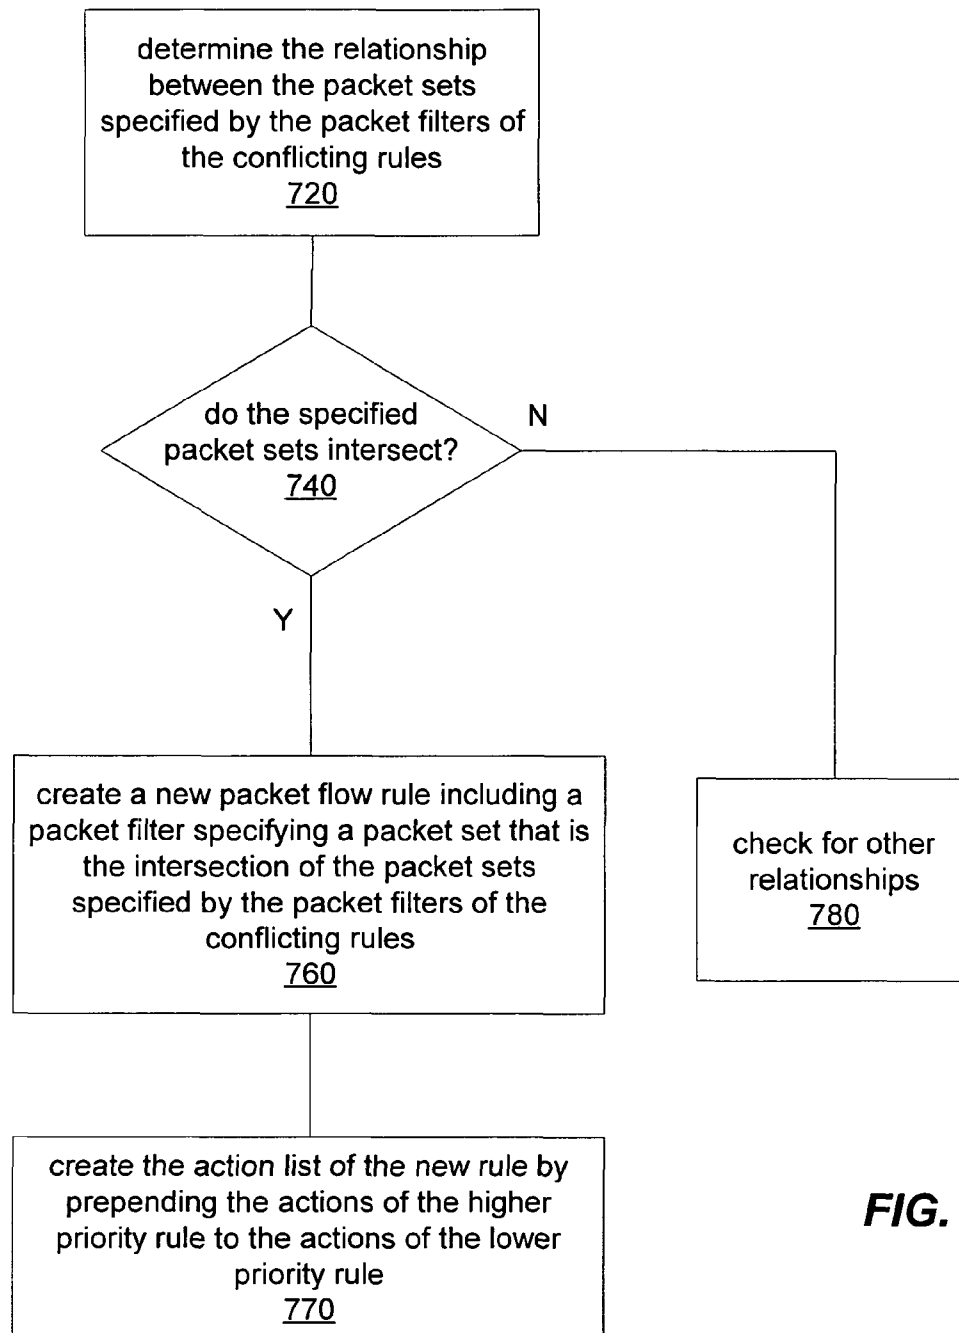 determine the relationship
between the packet sets
specified by the packet filters of
the conflicting rules
720
do the specified
packet sets intersect?
740
N
Y
create a new packet flow rule including a
packet filter specifying a packet set that is
the intersection of the packet sets
specified by the packet filters of the
conflicting rules
760
check for other
relationships
780
create the action list of the new rule by
prepending the actions of the higher
priority rule to the actions of the lower
priority rule
770
FIG.